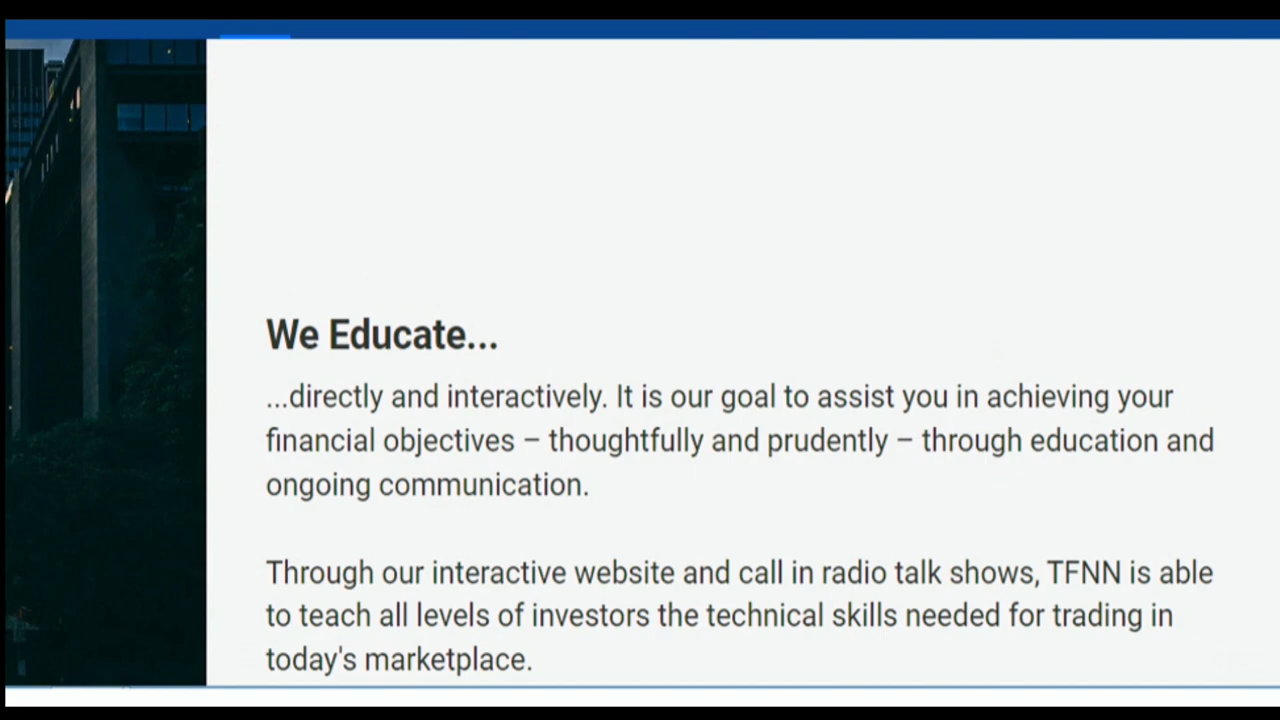 We Educate...
...directly and interactively. It is our goal to assist you in achieving your
financial objectives – thoughtfully and prudently – through education and
ongoing communication.
Through our interactive website and call in radio talk shows, TFNN is able
to teach all levels of investors the technical skills needed for trading in
today's marketplace.